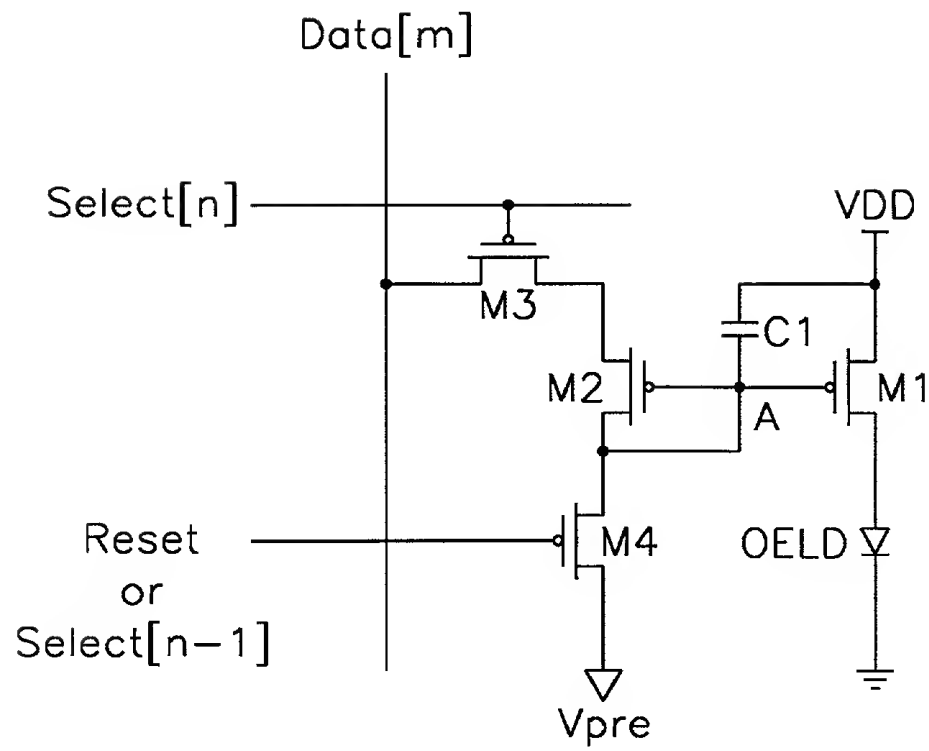 Data[m]
Select[n]
VDD
M3
C1
M2
M1
A
Reset
or
Select[n-1]
M4
OELD
Vpre